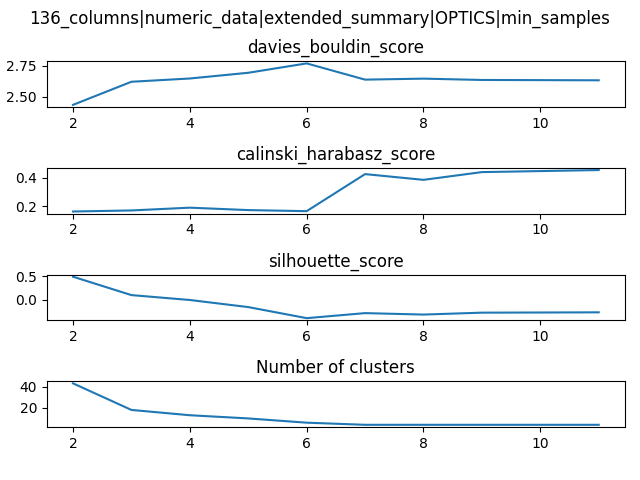 136_columns|numeric_data|extended_summary|OPTICS|min_samples
davies_bouldin_score
2.75
2.50
2 4 6 8 10
calinski_harabasz_score
0.4
0.2
2 4 6 8 10
silhouette_score
0.5
0.0
2 4 6 8 10
Number of clusters
40
20
2 4 6 8 10